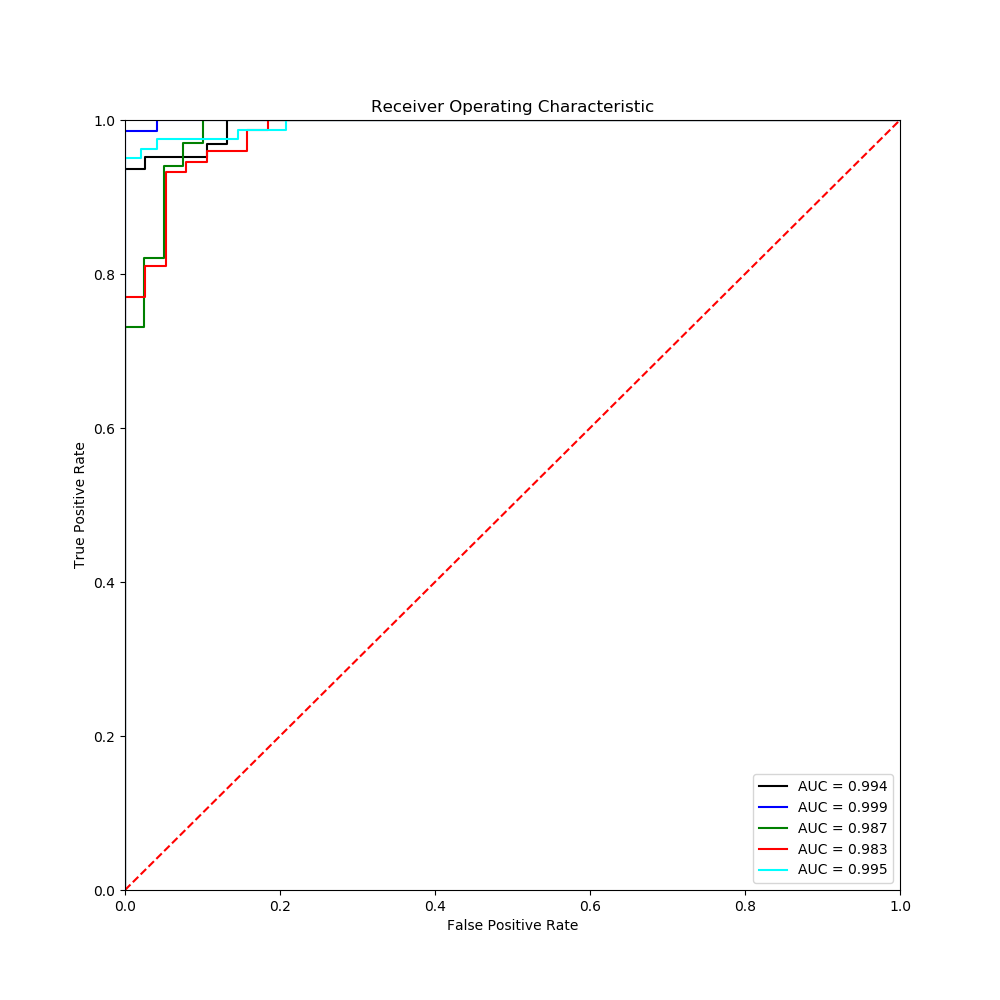 Receiver Operating Characteristic
1.0
0.8
0.6
0.4
0.2
0.0
True Positive Rate
0.0 0.2 0.4 0.6 0.8 1.0
False Positive Rate
AUC = 0.994
AUC = 0.999
AUC = 0.987
AUC = 0.983
AUC = 0.995